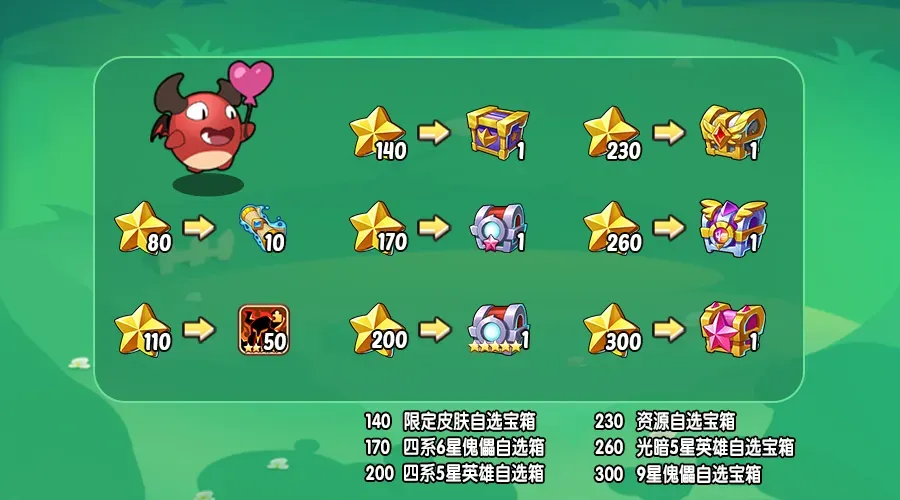 140 1 230 1
80 10 170 1 260 1
110 50 200 1 300 1
140 限定皮肤自选宝箱 230 资源自选宝箱
170 四系6星傀儡自选箱 260 光暗5星英雄自选宝箱
200 四系5星英雄自选箱 300 9星傀儡自选宝箱